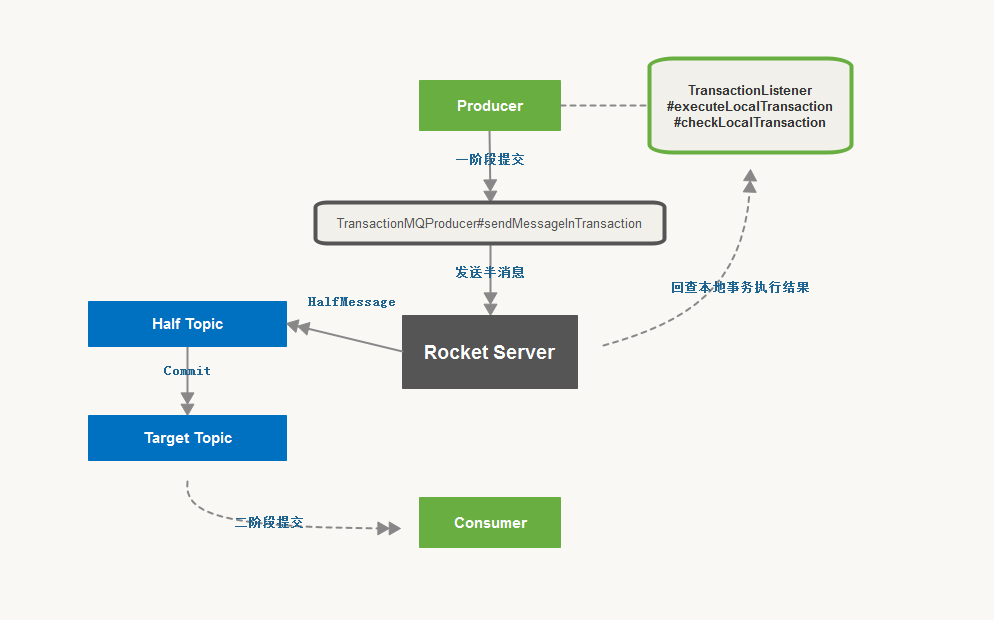 Producer
TransactionListener
#executeLocalTransaction
#checkLocalTransaction
一阶段提交
TransactionMQProducer#sendMessageInTransaction
发送半消息
回查本地事务执行结果
HalfMessage
Half Topic
Rocket Server
Commit
Target Topic
二阶段提交
Consumer